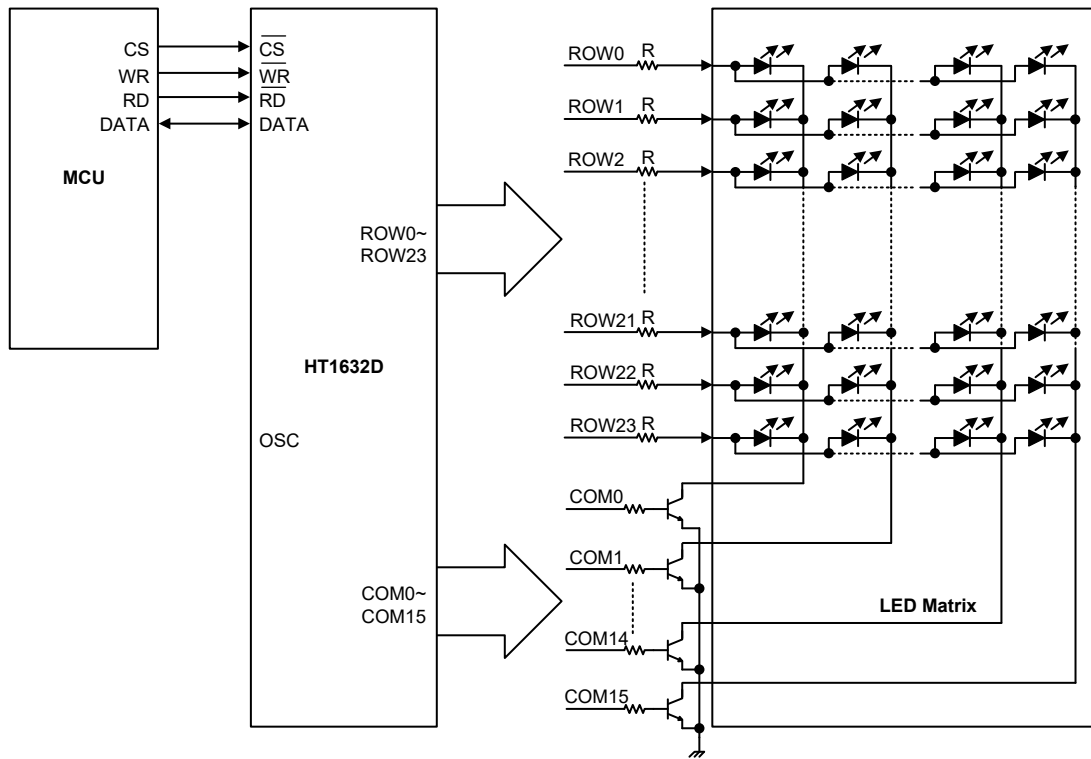 MCU
CS
WR
RD
DATA
CS
WR
RD
DATA
HT1632D
OSC
ROW0~
ROW23
COM0~
COM15
ROW0 R
ROW1 R
ROW2 R
ROW21 R
ROW22 R
ROW23 R
COM0
COM1
COM14
COM15
LED Matrix